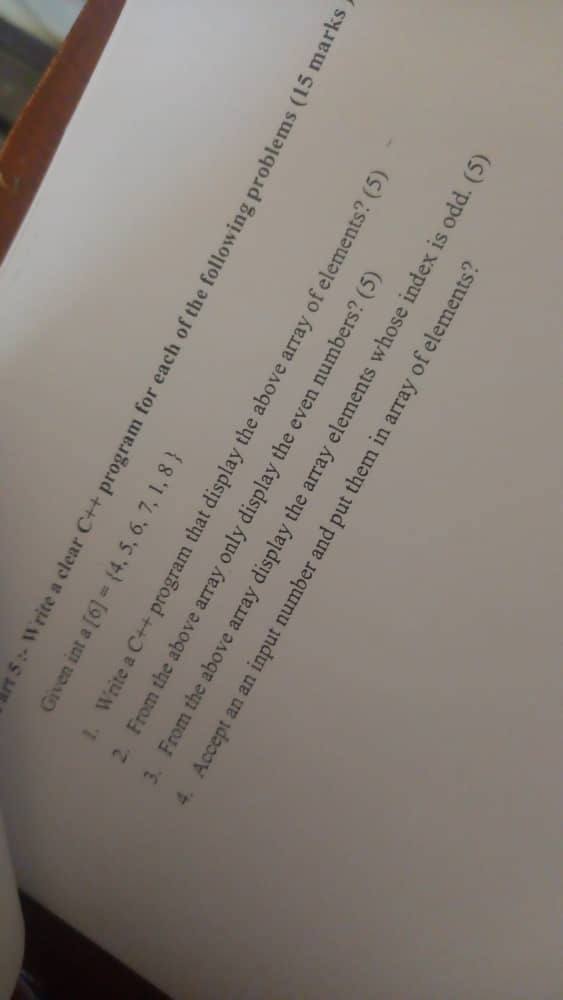 art 5 :- Write a clear C++ program for each of the following problems (15 marks )
Given int a [6] = {4, 5, 6, 7, 1, 8 }
1. Write a C++ program that display the above array of elements? (5)
2. From the above array only display the even numbers? (5)
3. From the above array display the array elements whose index is odd. (5)
4. Accept an an input number and put them in array of elements?